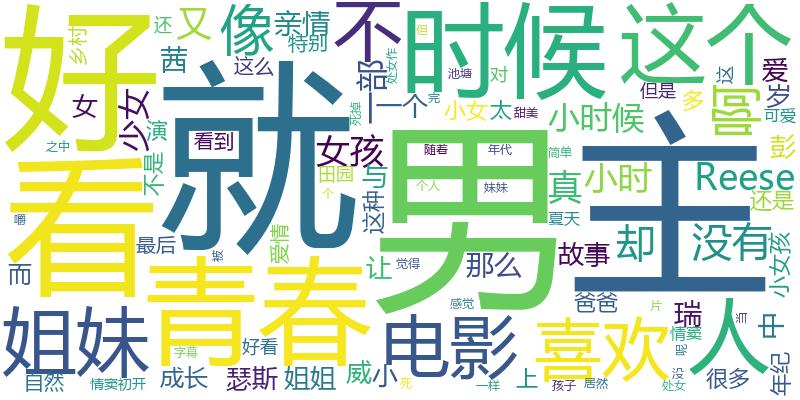 好
看
就
男
主
时候
青春
人
不
这个
姐妹
电影
喜欢
像
又
还
乡村
亲情
特别
茜
这么
一部
处女作
但
池塘
对
这
爱
岁
但是
多
啊
可爱
女
少女
演
不是
看到
之中
一个
完
死掉
小女
太
甜美
小时候
女孩
随着
年代
简单
彭
田园
与
真
小时
Reese
还是
个
个人
妹妹
夏天
嚼
最后
爱情
这种
却
没有
故事
小女孩
而
被
让
觉得
那么
感觉
爸爸
片
瑞
情窦
当
中
字幕
好看
呢
自然
情窦初开
成长
瑟斯
姐姐
威
小
死
一样
上
孩子
居然
处女
没
很多
年纪